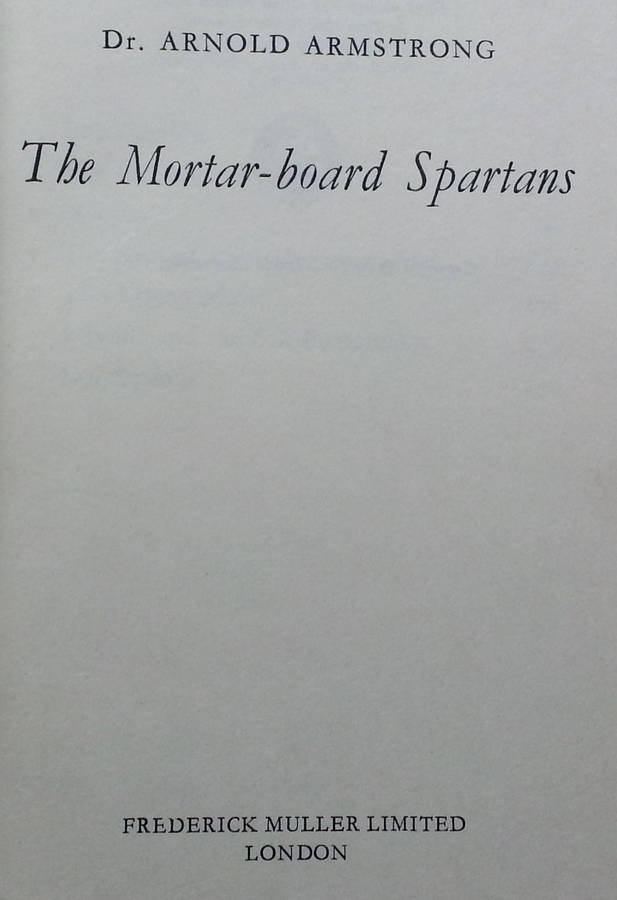 Dr. ARNOLD ARMSTRONG
The Mortar-board Spartans
FREDERICK MULLER LIMITED
LONDON